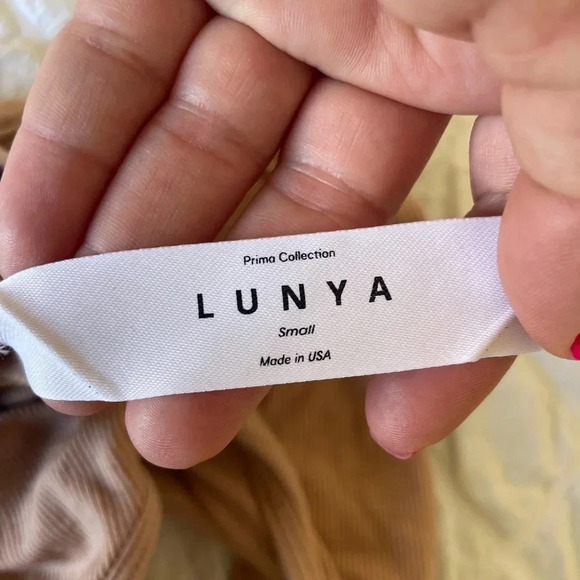 Prima Collection
LUNYA
Small
Made in USA